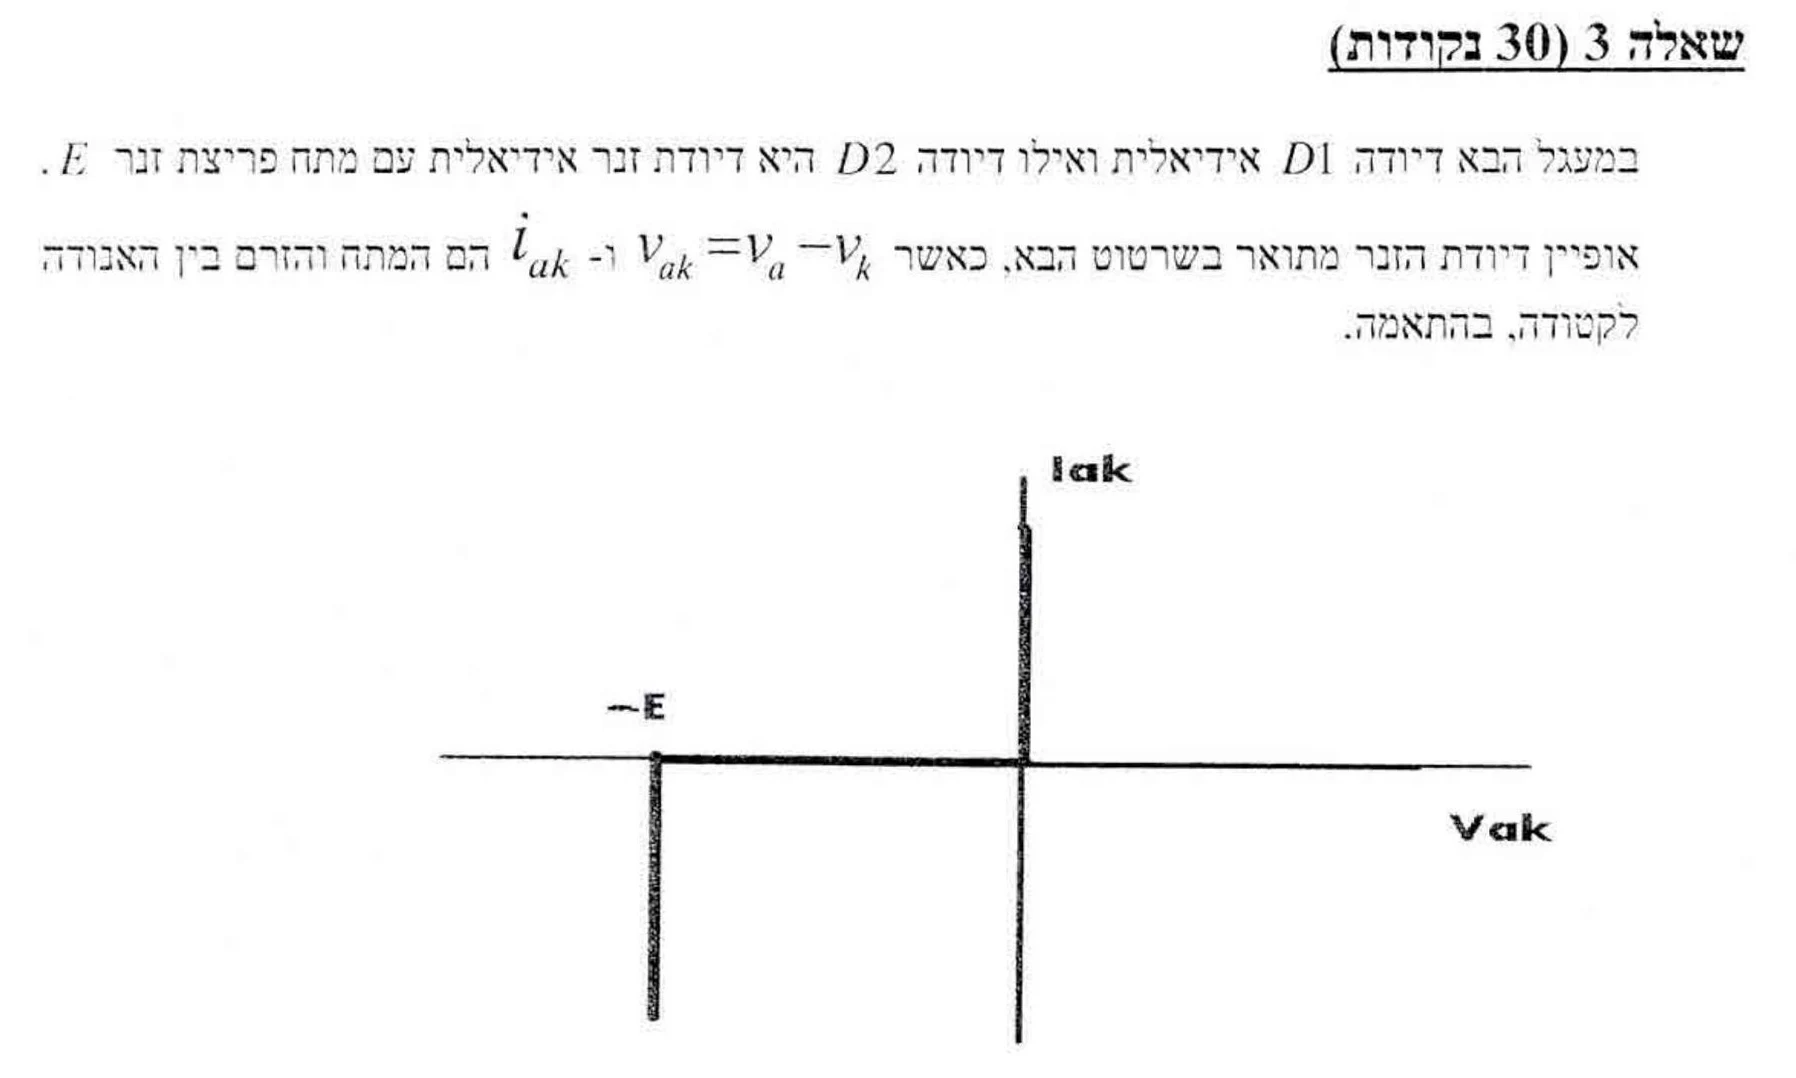 שאלה 3 (30 נקודות)
במעגל הבא דיודה D1 אידיאלית ואילו דיודה D2 היא דיודת זנר אידיאלית עם מתח פריצת זנר E .
אופיין דיודת הזנר מתואר בשרטוט הבא, כאשר v_ak = v_a − v_k ו- i_ak הם המתח והזרם בין האנודה
לקטודה, בהתאמה.
Iak
−E
Vak